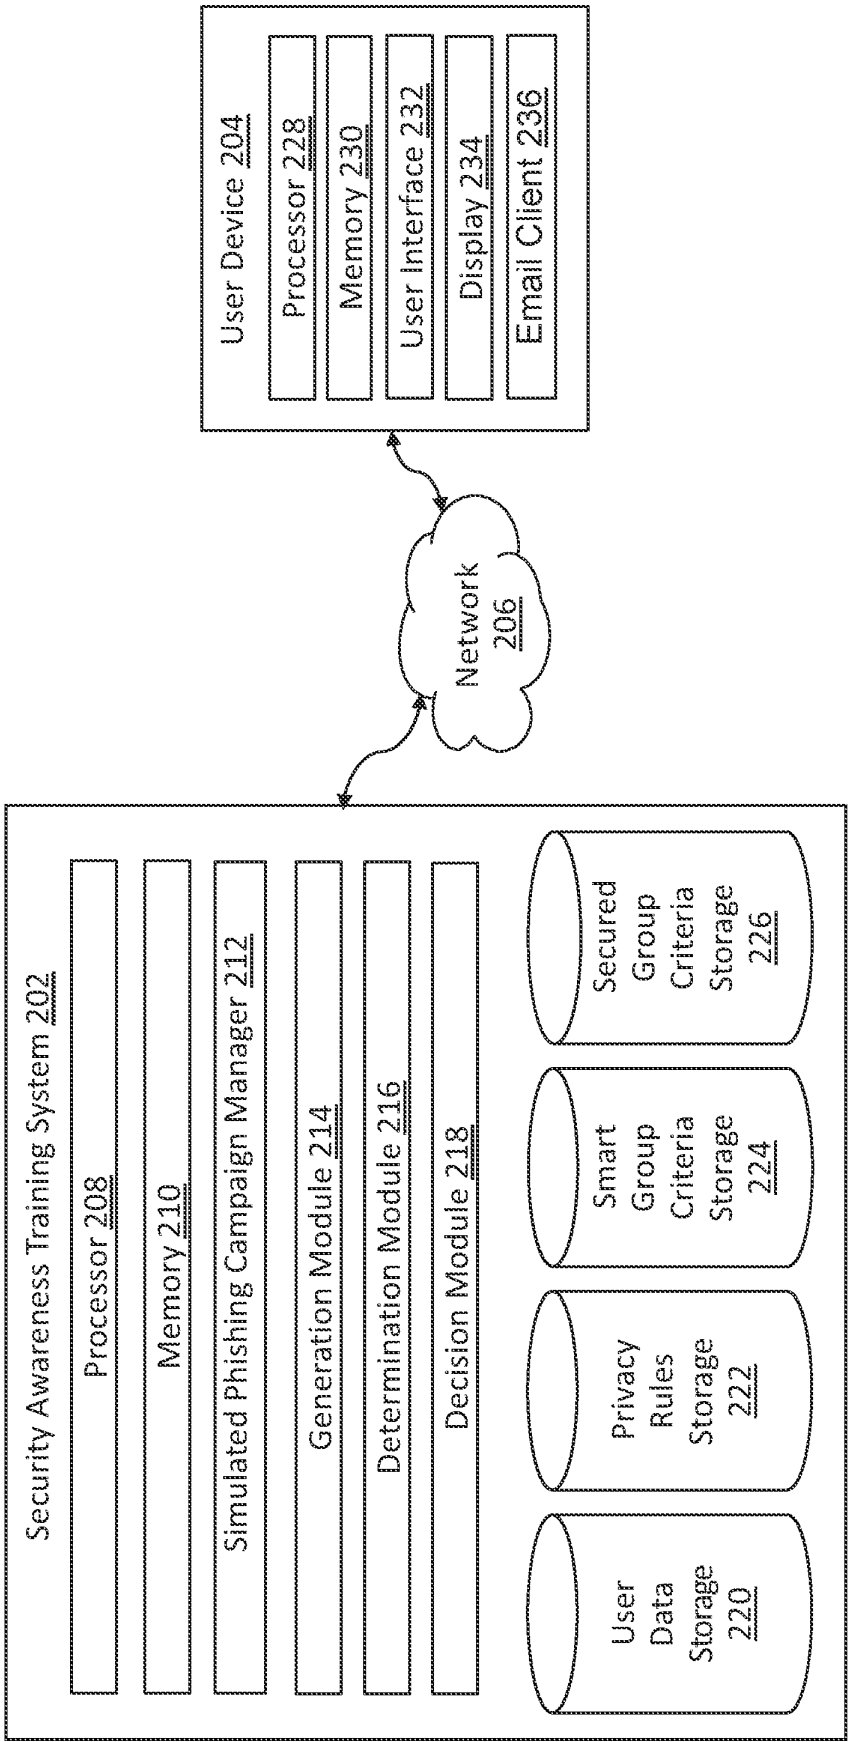 Security Awareness Training System 202
Processor 208
Memory 210
Simulated Phishing Campaign Manager 212
Generation Module 214
Determination Module 216
Decision Module 218
User
Data
Storage
220
Privacy
Rules
Storage
222
Smart
Group
Criteria
Storage
224
Secured
Group
Criteria
Storage
226
Network
206
User Device 204
Processor 228
Memory 230
User Interface 232
Display 234
Email Client 236